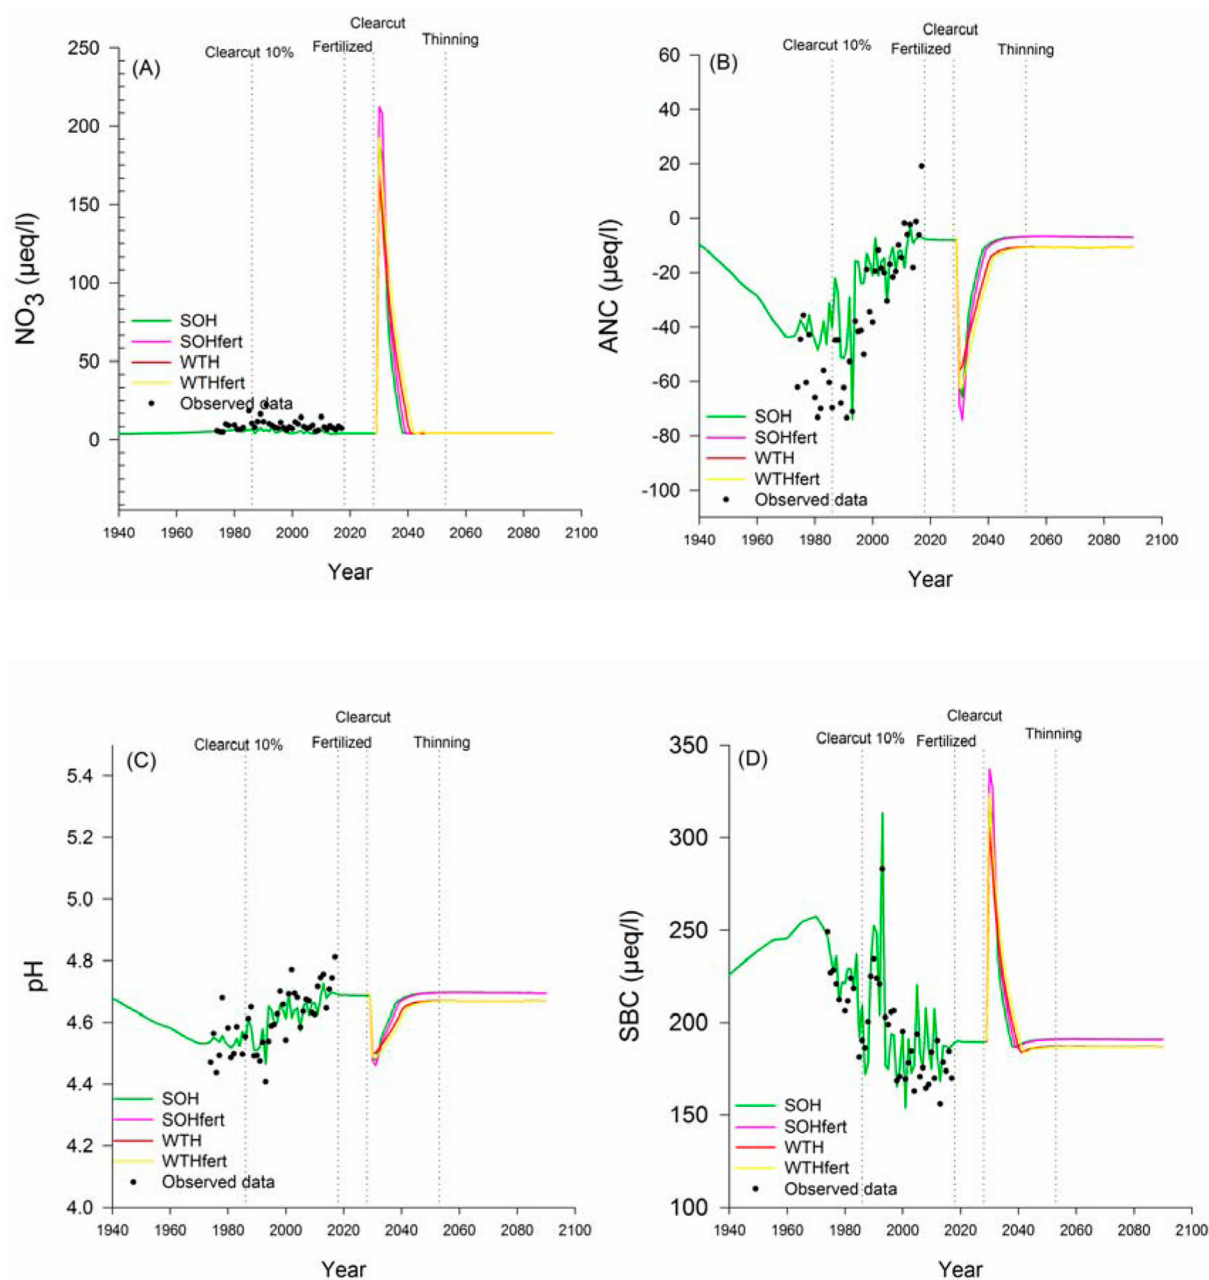 Clearcut
Clearcut 10%
Fertilized
Thinning
(A)
250
200
150
100
50
0
NO3 (µeq/l)
SOH
SOHfert
WTH
WTHfert
Observed data
1940 1960 1980 2000 2020 2040 2060 2080 2100
Year
Clearcut
Clearcut 10%
Fertilized
Thinning
(B)
60
40
20
0
-20
-40
-60
-80
-100
ANC (µeq/l)
SOH
SOHfert
WTH
WTHfert
Observed data
1940 1960 1980 2000 2020 2040 2060 2080 2100
Year
Clearcut
Clearcut 10%
Fertilized
Thinning
(C)
5.4
5.2
5.0
4.8
4.6
4.4
4.2
4.0
pH
SOH
SOHfert
WTH
WTHfert
Observed data
1940 1960 1980 2000 2020 2040 2060 2080 2100
Year
Clearcut
Clearcut 10%
Fertilized
Thinning
(D)
350
300
250
200
150
100
SBC (µeq/l)
SOH
SOHfert
WTH
WTHfert
Observed data
1940 1960 1980 2000 2020 2040 2060 2080 2100
Year